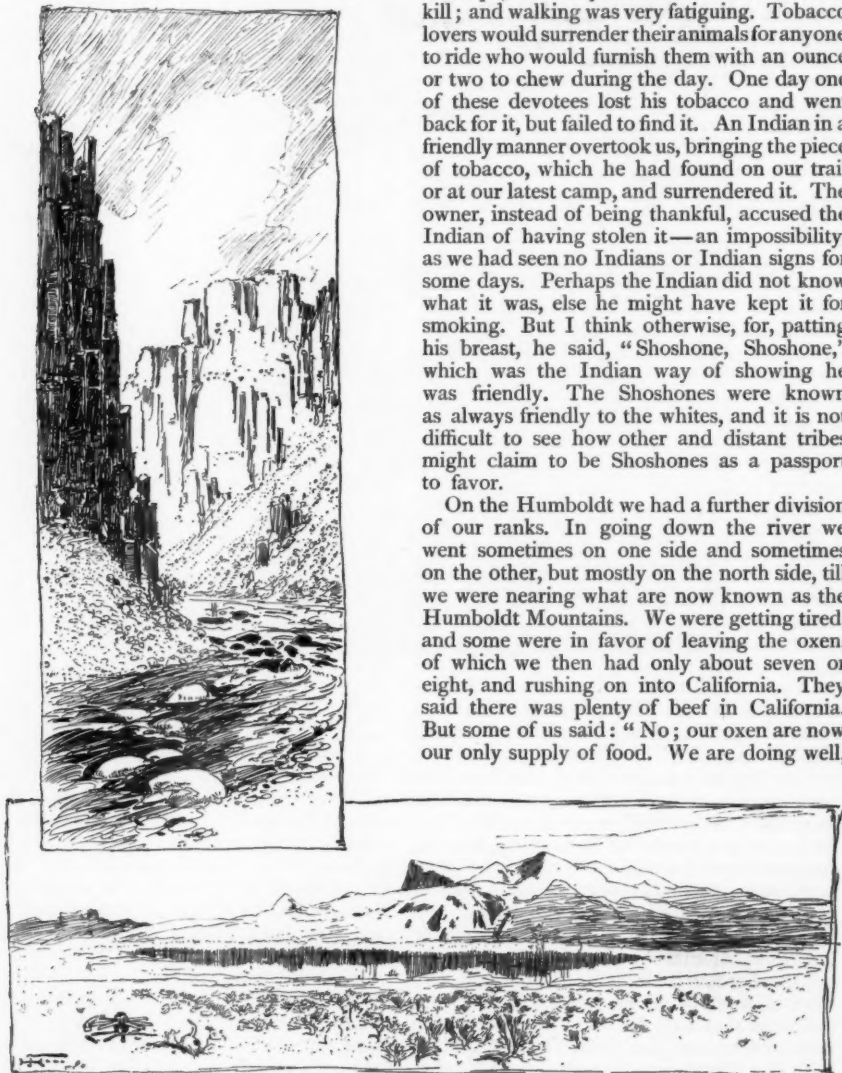 kill; and walking was very fatiguing. Tobacco
lovers would surrender their animals for anyone
to ride who would furnish them with an ounce
or two to chew during the day. One day one
of these devotees lost his tobacco and went
back for it, but failed to find it. An Indian in a
friendly manner overtook us, bringing the piece
of tobacco, which he had found on our trail
or at our latest camp, and surrendered it. The
owner, instead of being thankful, accused the
Indian of having stolen it—an impossibility,
as we had seen no Indians or Indian signs for
some days. Perhaps the Indian did not know
what it was, else he might have kept it for
smoking. But I think otherwise, for, patting
his breast, he said, "Shoshone, Shoshone,"
which was the Indian way of showing he
was friendly. The Shoshones were known
as always friendly to the whites, and it is not
difficult to see how other and distant tribes
might claim to be Shoshones as a passport
to favor.
On the Humboldt we had a further division
of our ranks. In going down the river we
went sometimes on one side and sometimes
on the other, but mostly on the north side, till
we were nearing what are now known as the
Humboldt Mountains. We were getting tired,
and some were in favor of leaving the oxen,
of which we then had only about seven or
eight, and rushing on into California. They
said there was plenty of beef in California.
But some of us said: "No; our oxen are now
our only supply of food. We are doing well,